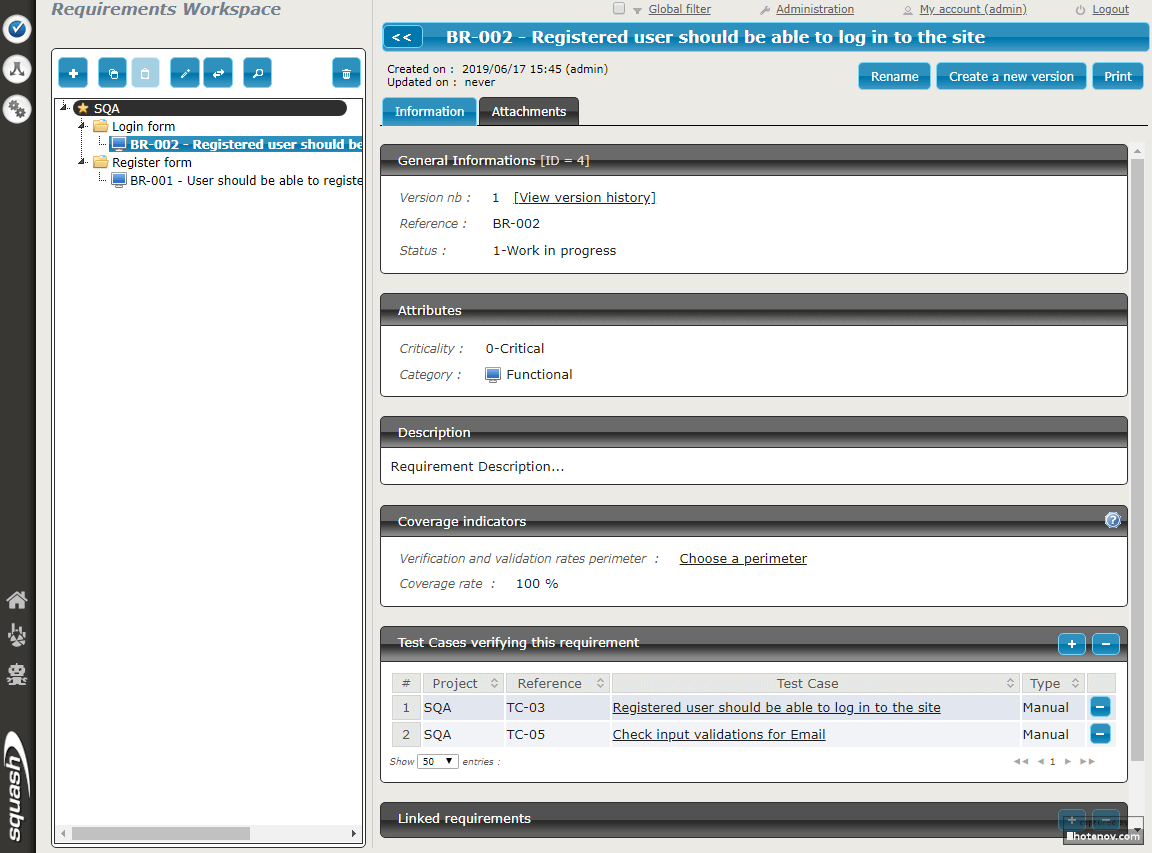 Requirements Workspace
Global filter
Administration
My account (admin)
Logout
<<
BR-002 - Registered user should be able to log in to the site
Created on : 2019/06/17 15:45 (admin)
Updated on : never
Rename
Create a new version
Print
Information
Attachments
SQA
Login form
BR-002 - Registered user should be
Register form
BR-001 - User should be able to registe
General Informations [ID = 4]
Version nb : 1 [View version history]
Reference : BR-002
Status : 1-Work in progress
Attributes
Criticality : 0-Critical
Category : Functional
Description
Requirement Description...
Coverage indicators
Verification and validation rates perimeter : Choose a perimeter
Coverage rate : 100 %
Test Cases verifying this requirement
# Project Reference Test Case Type
1 SQA TC-03 Registered user should be able to log in to the site Manual
2 SQA TC-05 Check input validations for Email Manual
Show 50 entries :
1
Linked requirements
squash
hotenov.com